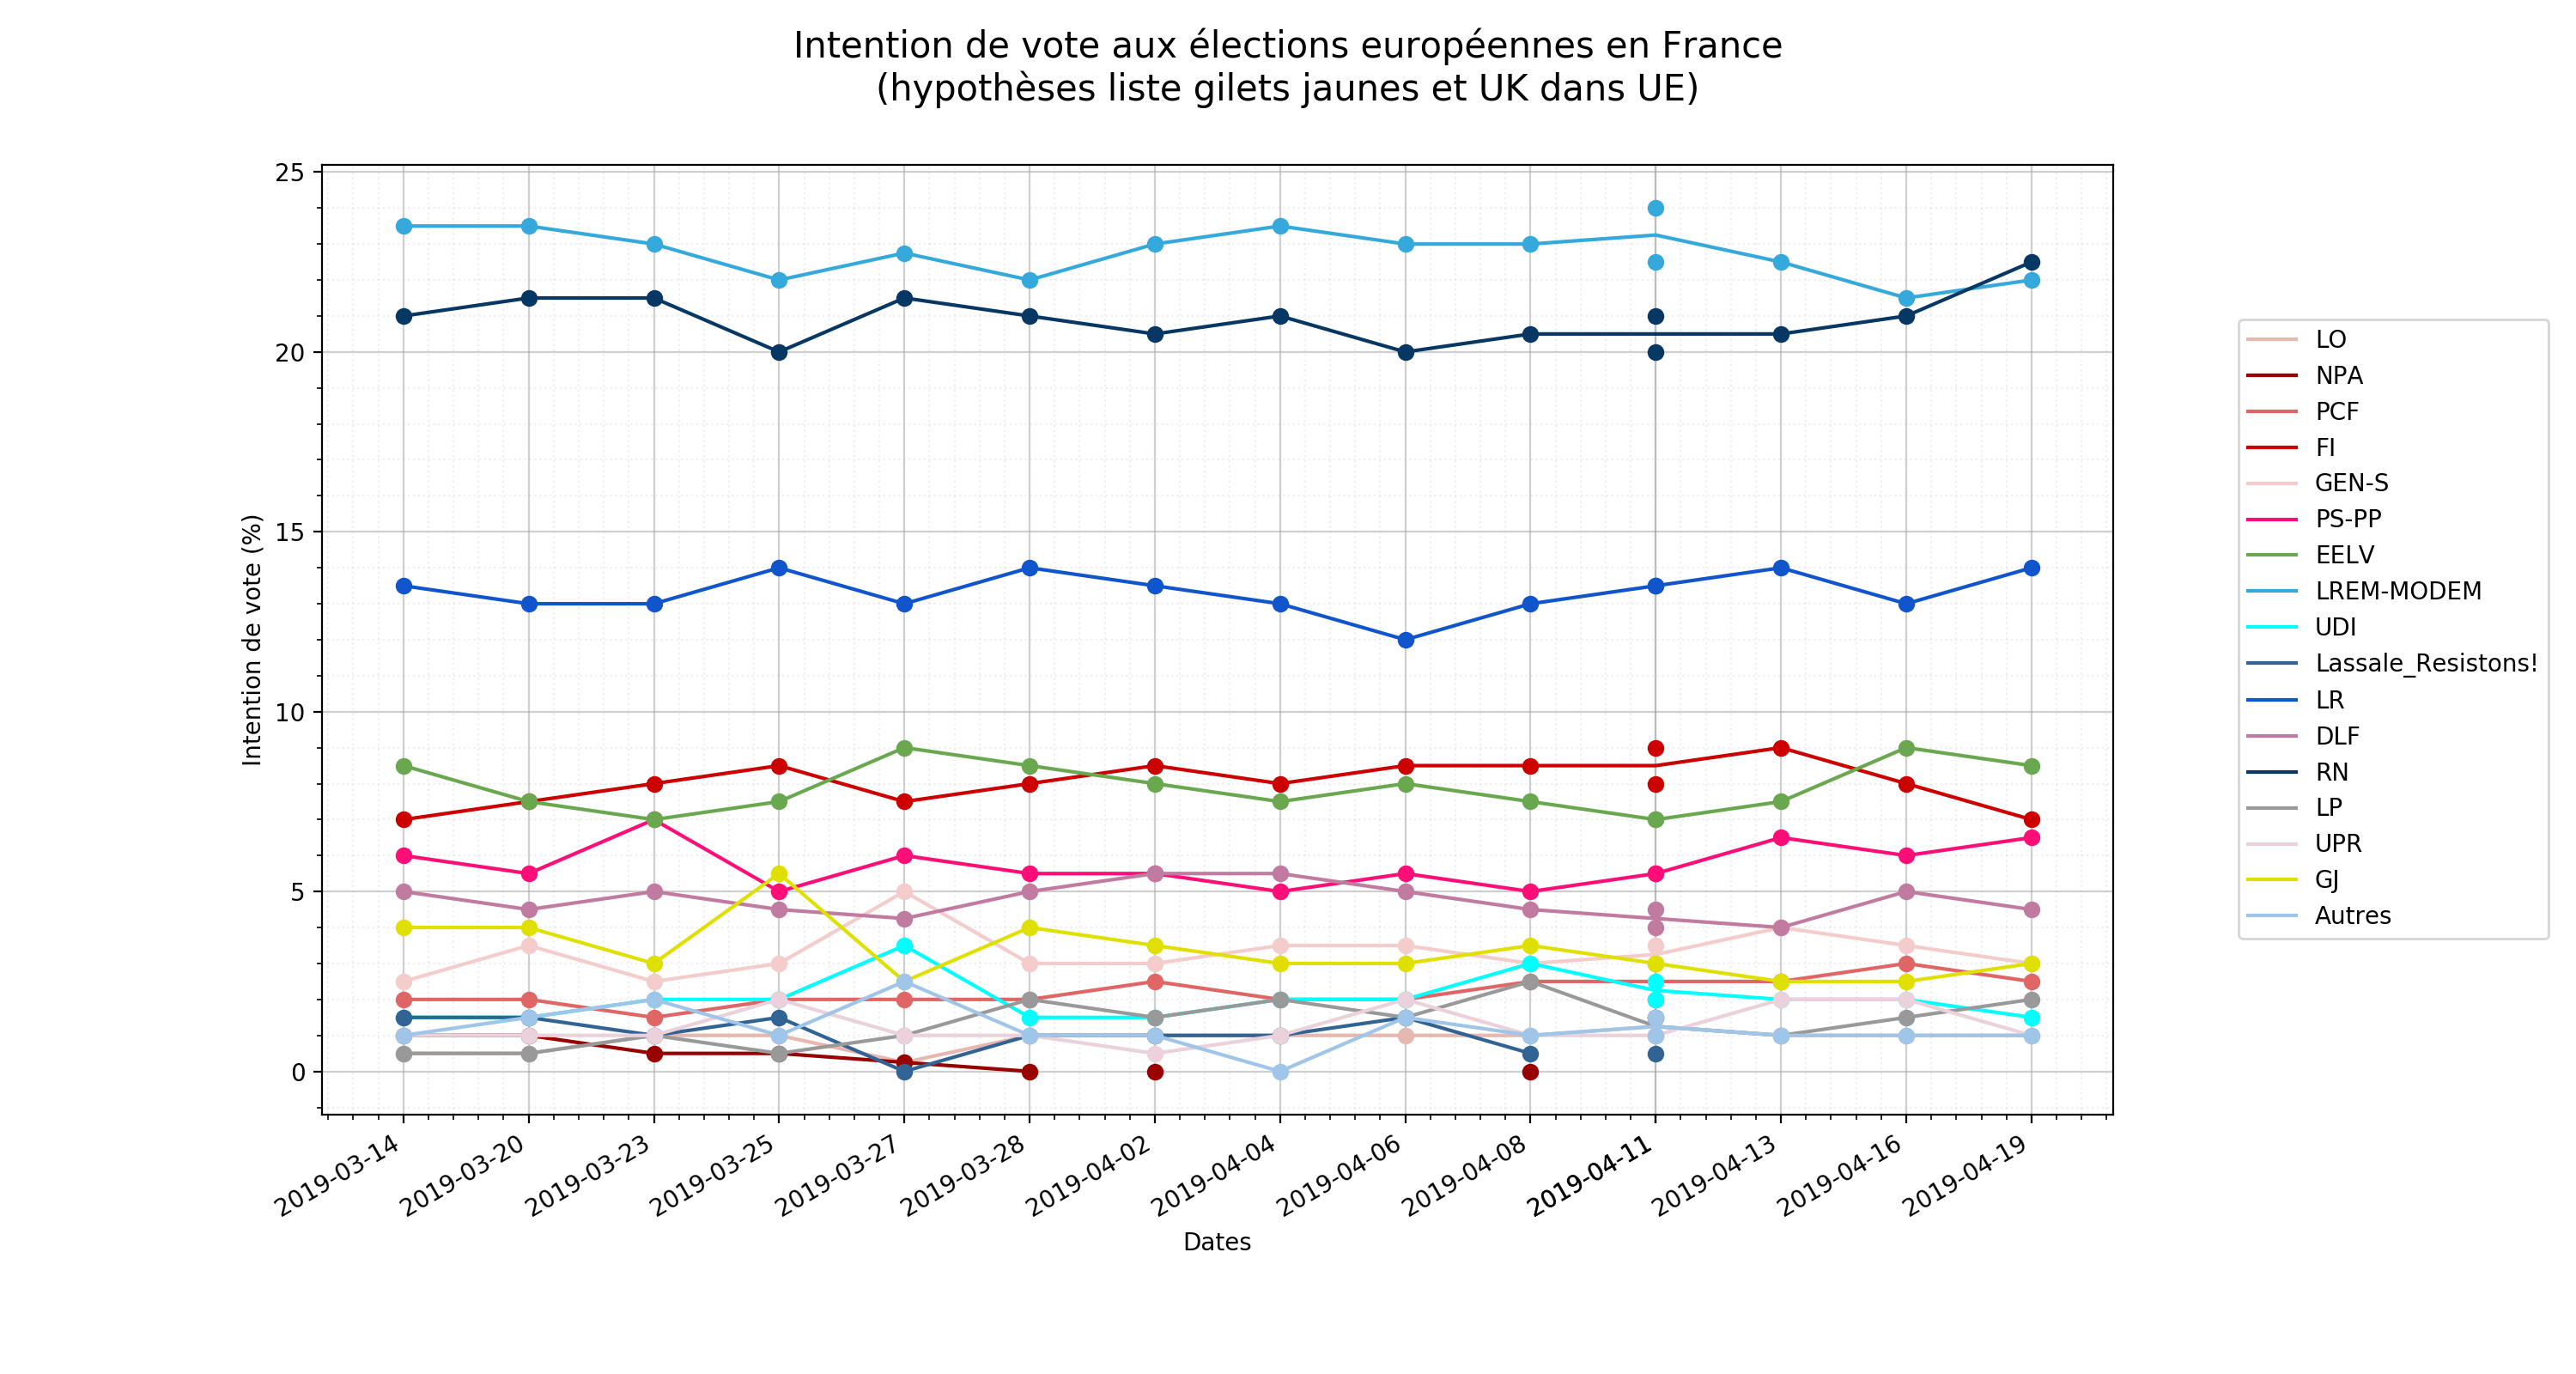 Intention de vote aux élections européennes en France
(hypothèses liste gilets jaunes et UK dans UE)
Intention de vote (%)
25
20
15
10
5
0
2019-03-14
2019-03-20
2019-03-23
2019-03-25
2019-03-27
2019-03-28
2019-04-02
2019-04-04
2019-04-06
2019-04-08
2019-04-11
2019-04-13
2019-04-16
2019-04-19
Dates
LO
NPA
PCF
FI
GEN-S
PS-PP
EELV
LREM-MODEM
UDI
Lassale_Resistons!
LR
DLF
RN
LP
UPR
GJ
Autres